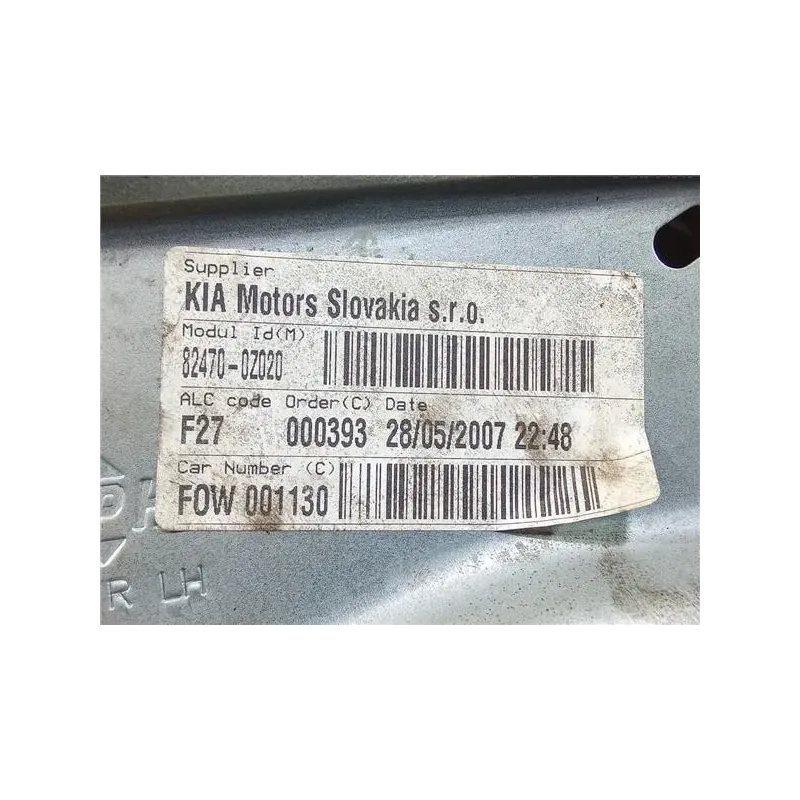 Supplier
KIA Motors Slovakia s.r.o.
Modul Id(M)
82470-0Z020
ALC code Order(C) Date
F27 000393 28/05/2007 22:48
Car Number (C)
FOW 001130
R LH